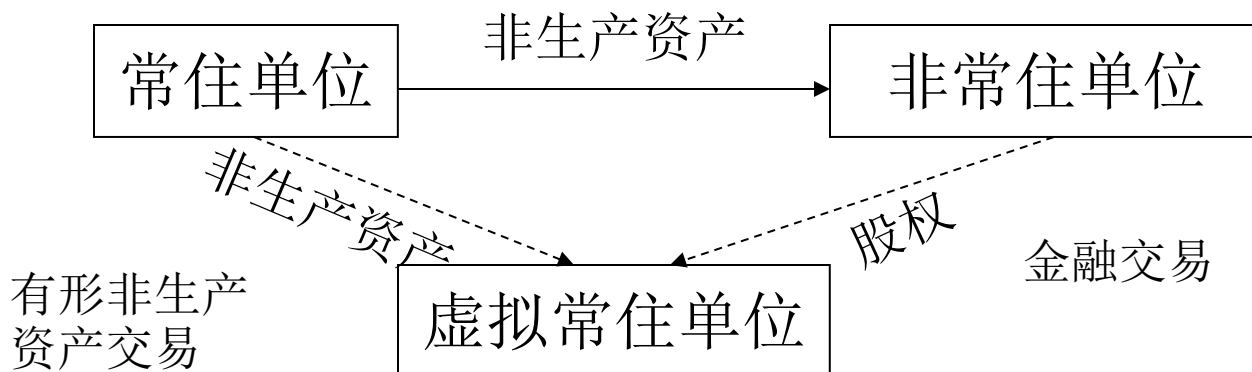 非生产资产
常住单位
非常住单位
非生产资产
股权
金融交易
有形非生产
资产交易
虚拟常住单位